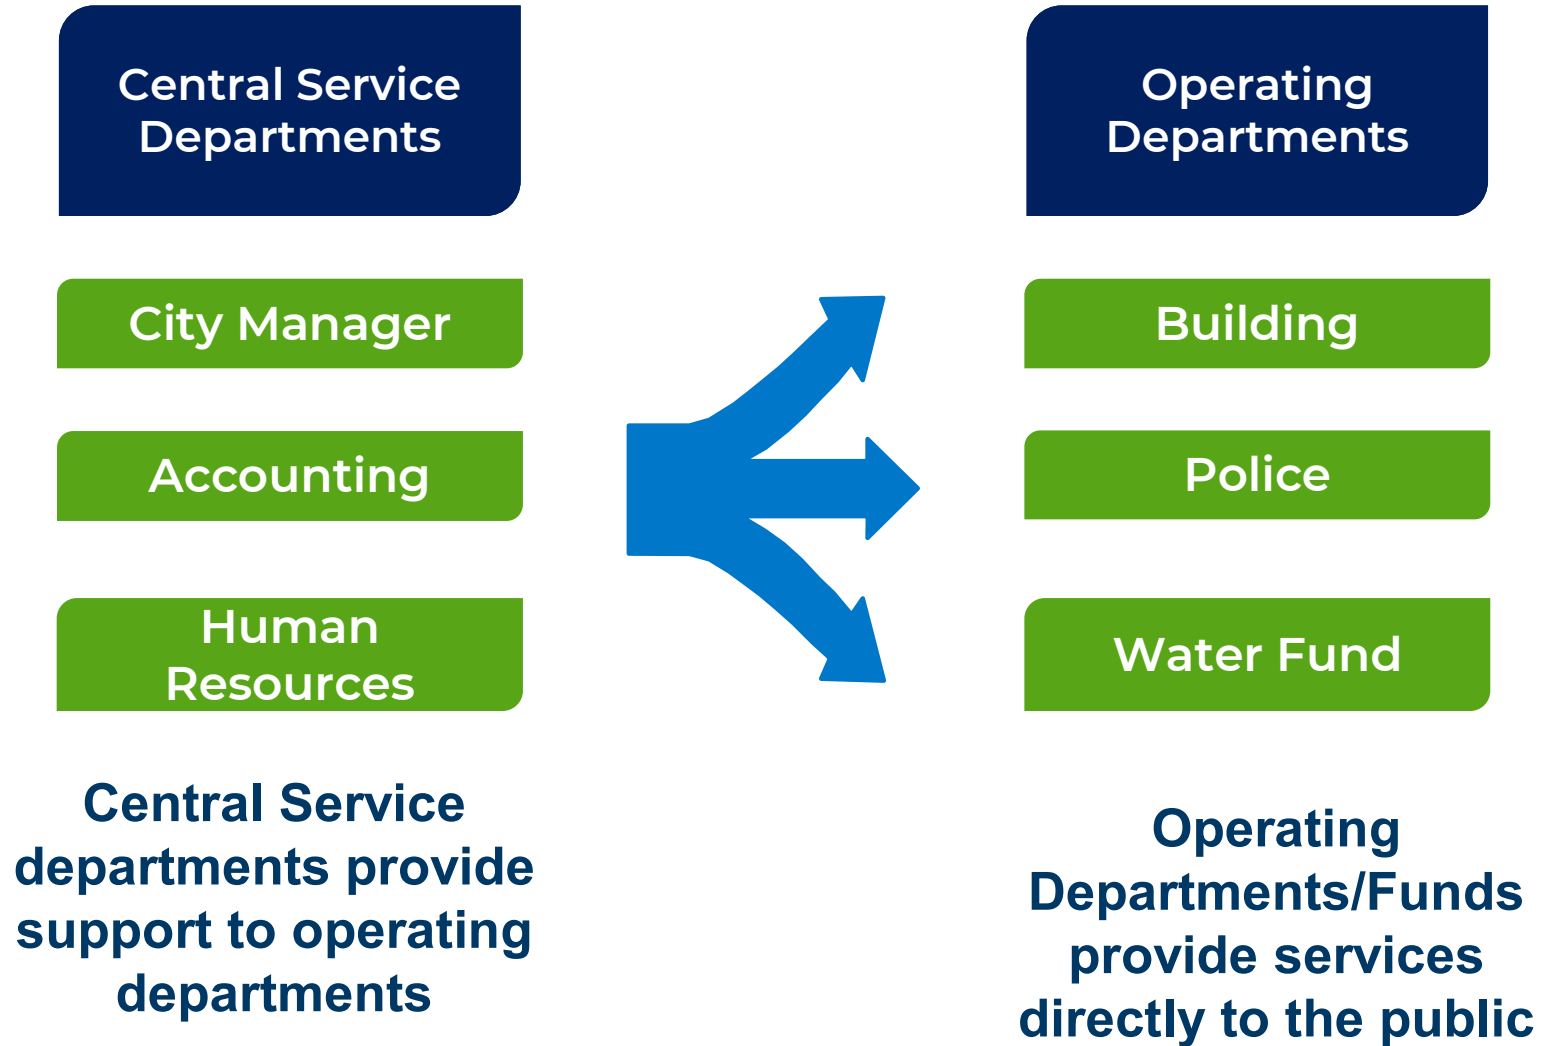 Central Service
Departments
City Manager
Accounting
Human
Resources
Central Service
departments provide
support to operating
departments
Operating
Departments
Building
Police
Water Fund
Operating
Departments/Funds
provide services
directly to the public